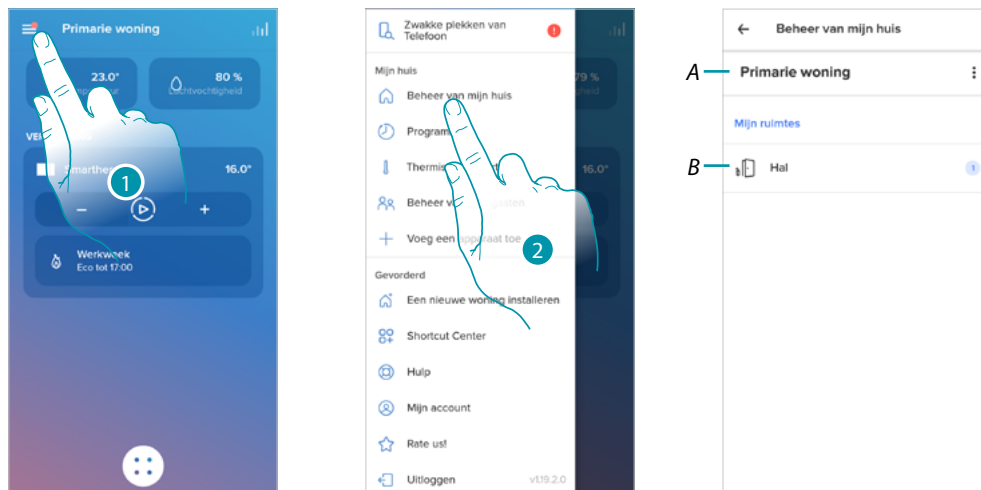 Primarie woning
23.0°
80 %
Luchtvochtigheid
16.0°
1
−
+
Werkweek
Eco tot 17:00
Zwakke plekken van
Telefoon
!
Mijn huis
79 %
Beheer van mijn huis
16.0°
Voeg een apparaat toe
2
Gevorderd
Een nieuwe woning installeren
Shortcut Center
Hulp
Mijn account
Rate us!
Uitloggen
v1.19.2.0
Beheer van mijn huis
A
Primarie woning
Mijn ruimtes
B
Hal
1